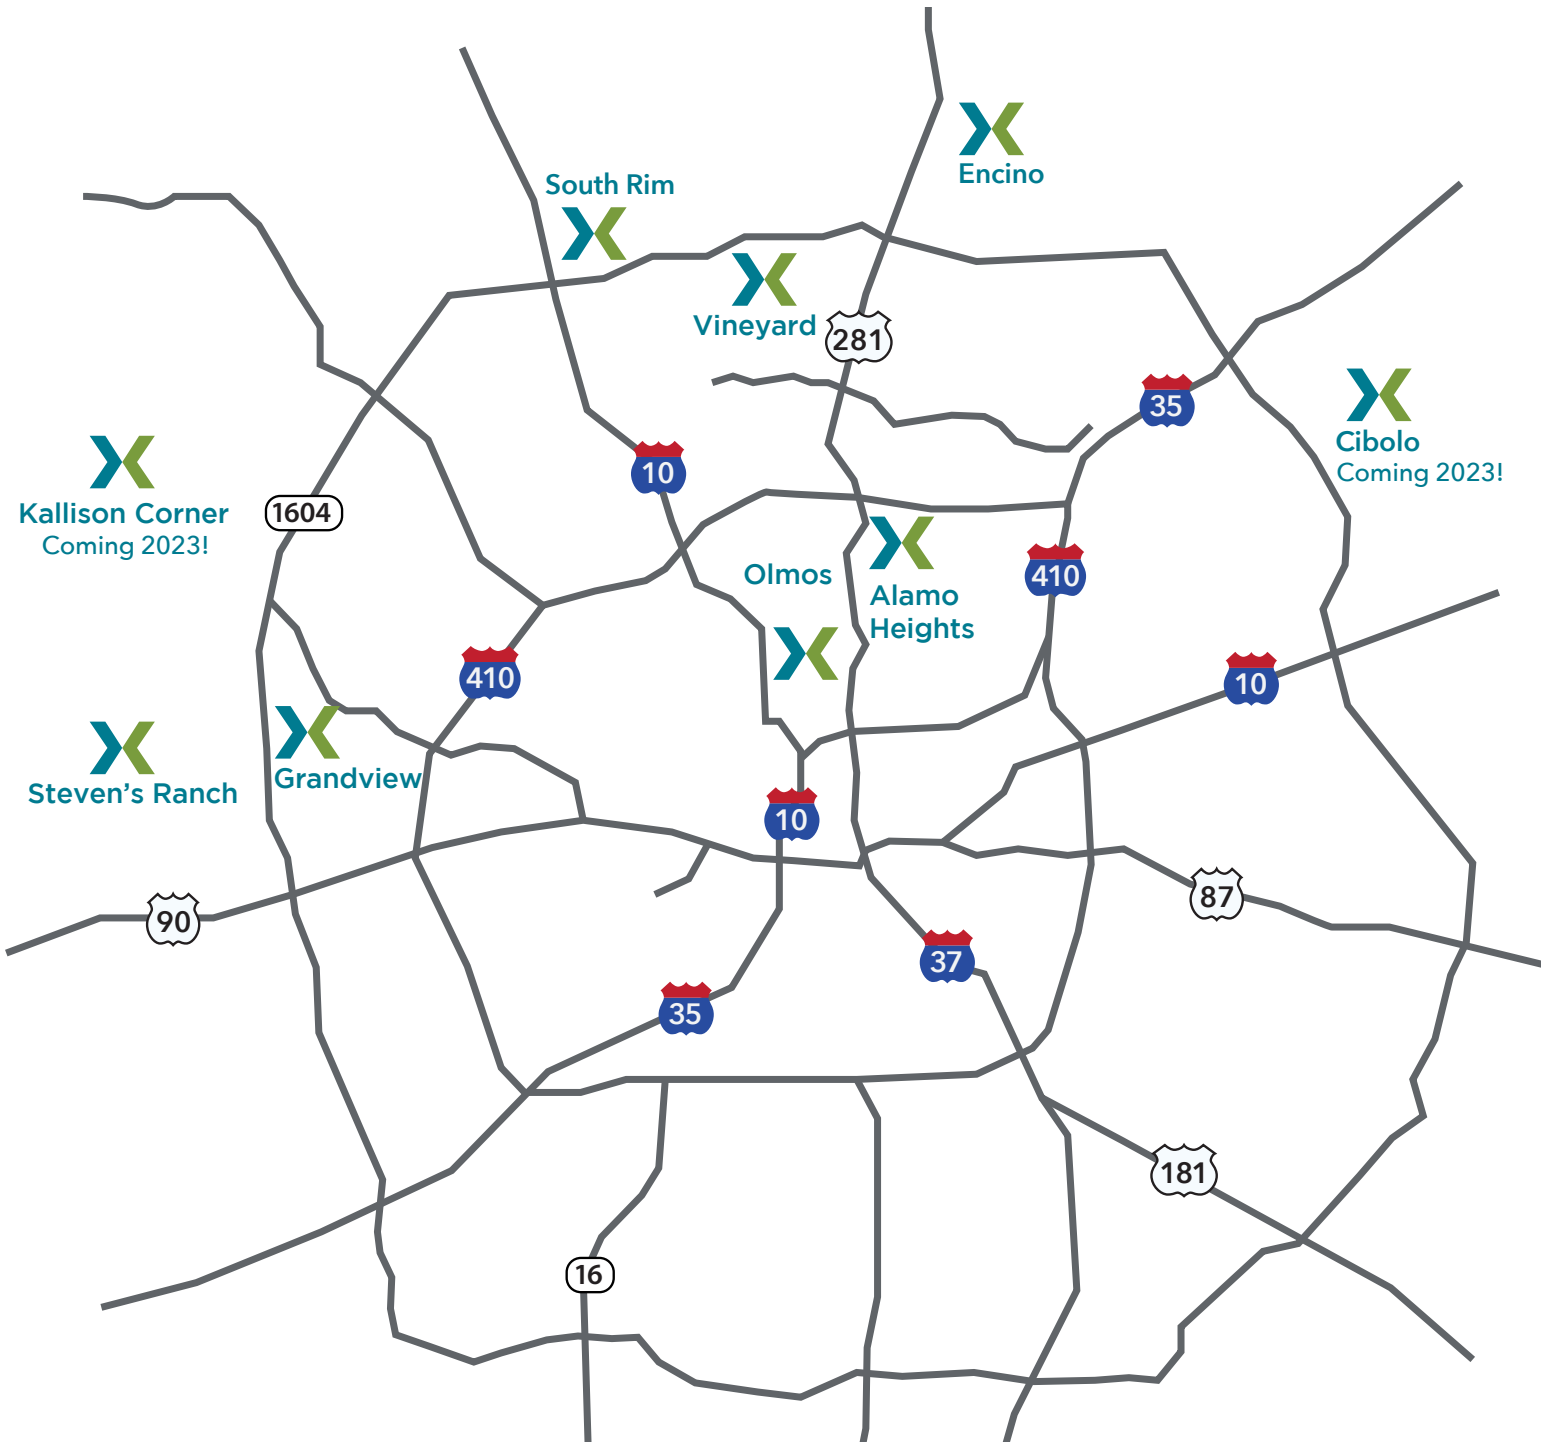 Encino
South Rim
Vineyard
281
35
Cibolo
Coming 2023!
10
Kallison Corner
Coming 2023!
1604
Olmos
Alamo
Heights
410
410
10
Steven's Ranch
Grandview
10
90
87
37
35
181
16